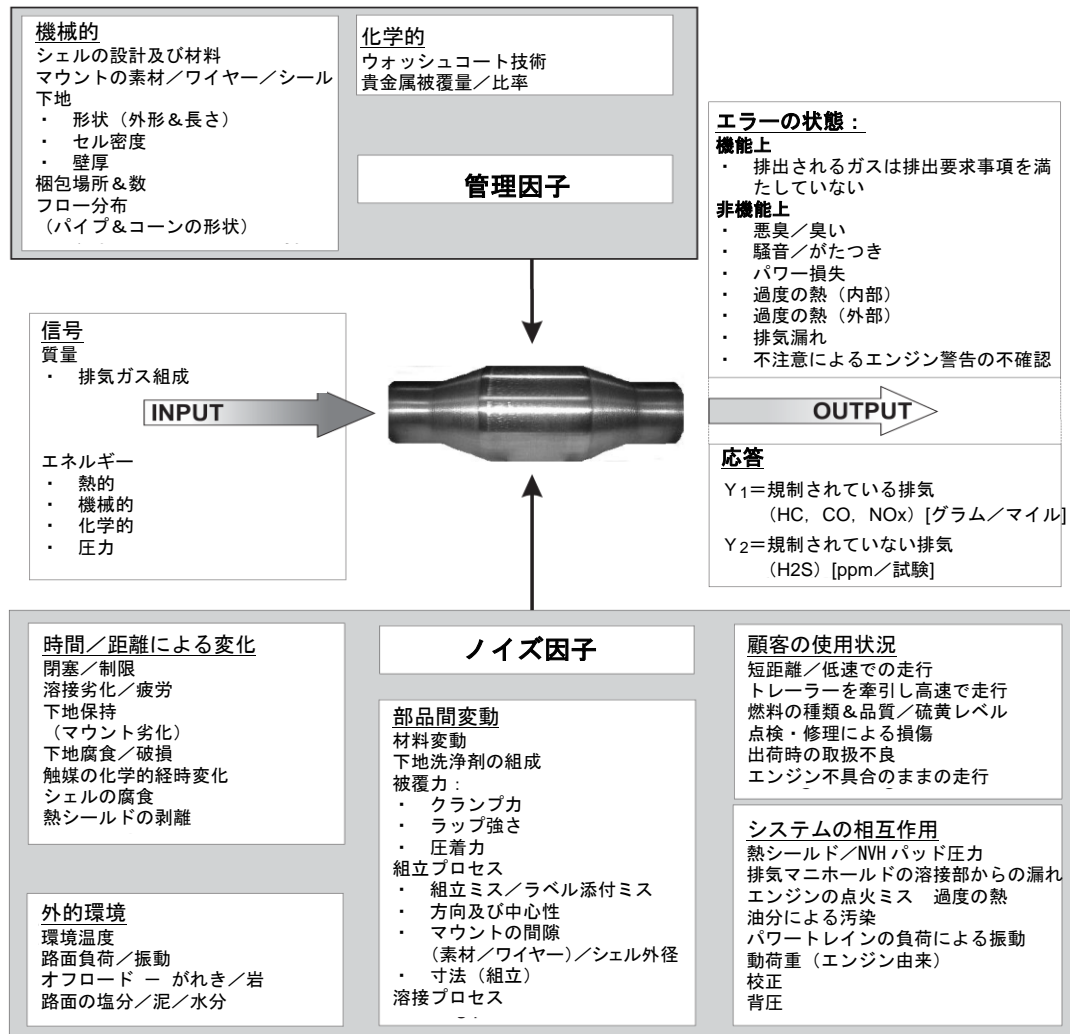 機械的
シェルの設計及び材料
マウントの素材／ワイヤー／シール
下地
・ 形状（外形＆長さ）
・ セル密度
・ 壁厚
梱包場所＆数
フロー分布
（パイプ＆コーンの形状）
化学的
ウォッシュコート技術
貴金属被覆量／比率
管理因子
エラーの状態：
機能上
・ 排出されるガスは排出要求事項を満
たしていない
非機能上
・ 悪臭／臭い
・ 騒音／がたつき
・ パワー損失
・ 過度の熱（内部）
・ 過度の熱（外部）
・ 排気漏れ
・ 不注意によるエンジン警告の不確認
信号
質量
・ 排気ガス組成
INPUT
エネルギー
・ 熱的
・ 機械的
・ 化学的
・ 圧力
OUTPUT
応答
Y1＝規制されている排気
（HC，CO，NOx）[グラム／マイル]
Y2＝規制されていない排気
（H2S）[ppm／試験]
ノイズ因子
時間／距離による変化
閉塞／制限
溶接劣化／疲労
下地保持
（マウント劣化）
下地腐食／破損
触媒の化学的経時変化
シェルの腐食
熱シールドの剥離
外的環境
環境温度
路面負荷／振動
オフロード － がれき／岩
路面の塩分／泥／水分
部品間変動
材料変動
下地洗浄剤の組成
被覆力：
・ クランプ力
・ ラップ強さ
・ 圧着力
組立プロセス
・ 組立ミス／ラベル添付ミス
・ 方向及び中心性
・ マウントの間隙
（素材／ワイヤー）／シェル外径
・ 寸法（組立）
溶接プロセス
顧客の使用状況
短距離／低速での走行
トレーラーを牽引し高速で走行
燃料の種類＆品質／硫黄レベル
点検・修理による損傷
出荷時の取扱不良
エンジン不具合のままの走行
システムの相互作用
熱シールド／NVH パッド圧力
排気マニホールドの溶接部からの漏れ
エンジンの点火ミス 過度の熱
油分による汚染
パワートレインの負荷による振動
動荷重（エンジン由来）
校正
背圧